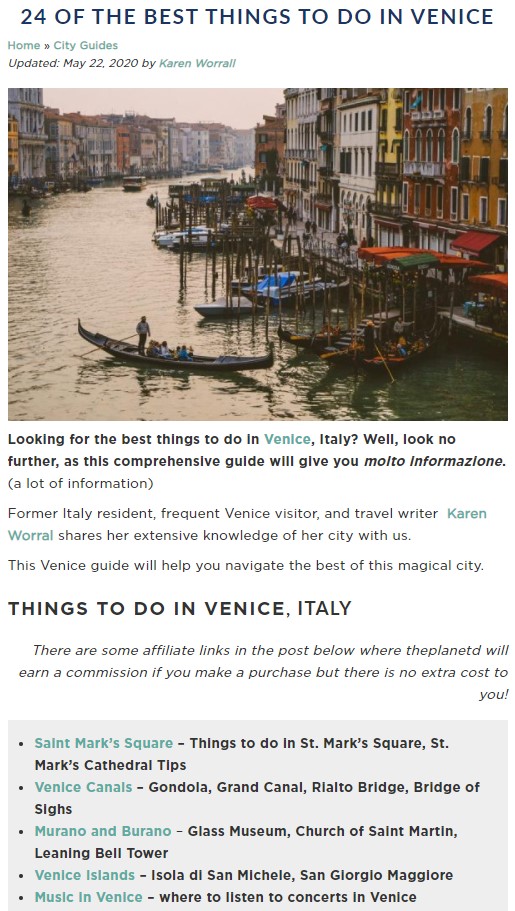 24 OF THE BEST THINGS TO DO IN VENICE
Home » City Guides
Updated: May 22, 2020 by Karen Worrall
Looking for the best things to do in Venice, Italy? Well, look no
further, as this comprehensive guide will give you molto informazione.
(a lot of information)
Former Italy resident, frequent Venice visitor, and travel writer Karen
Worral shares her extensive knowledge of her city with us.
This Venice guide will help you navigate the best of this magical city.
THINGS TO DO IN VENICE, ITALY
There are some affiliate links in the post below where theplanetd will
earn a commission if you make a purchase but there is no extra cost to
you!
• Saint Mark's Square – Things to do in St. Mark's Square, St.
Mark's Cathedral Tips
• Venice Canals – Gondola, Grand Canal, Rialto Bridge, Bridge of
Sighs
• Murano and Burano – Glass Museum, Church of Saint Martin,
Leaning Bell Tower
• Venice Islands – Isola di San Michele, San Giorgio Maggiore
• Music in Venice – where to listen to concerts in Venice